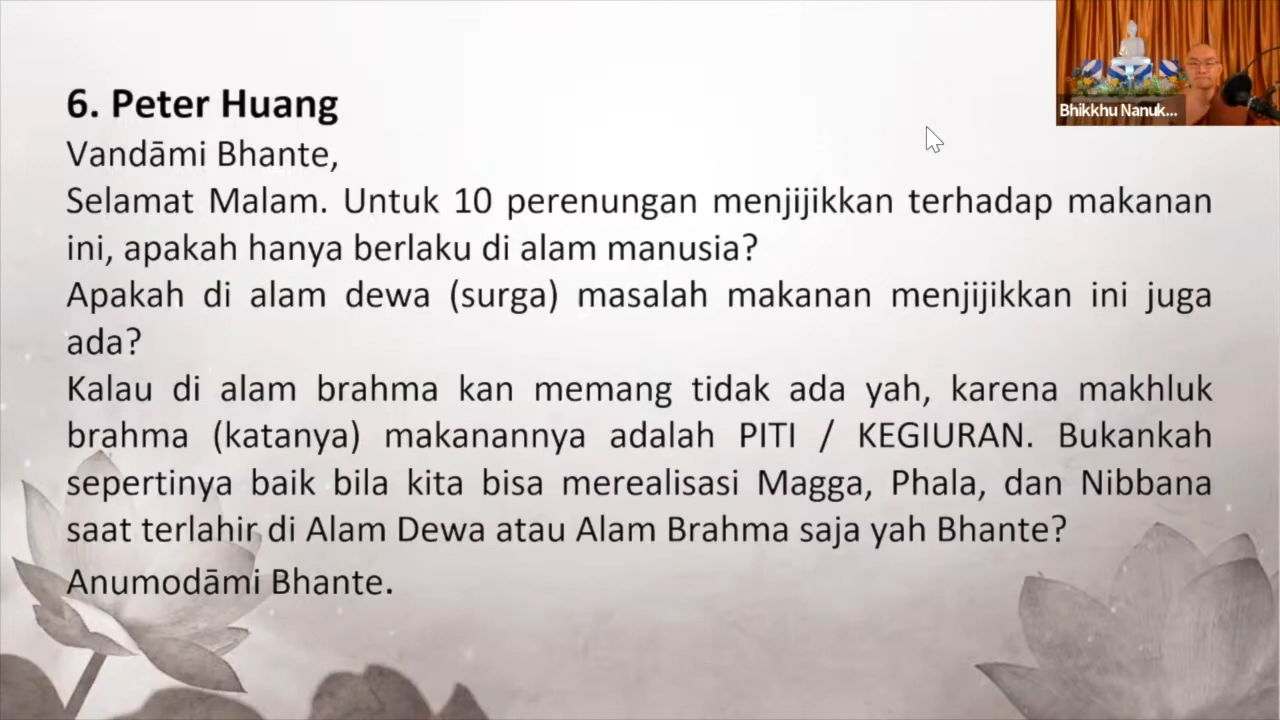 6. Peter Huang
Vandāmi Bhante,
Selamat Malam. Untuk 10 perenungan menjijikkan terhadap makanan
ini, apakah hanya berlaku di alam manusia?
Apakah di alam dewa (surga) masalah makanan menjijikkan ini juga
ada?
Kalau di alam brahma kan memang tidak ada yah, karena makhluk
brahma (katanya) makanannya adalah PITI / KEGIURAN. Bukankah
sepertinya baik bila kita bisa merealisasi Magga, Phala, dan Nibbana
saat terlahir di Alam Dewa atau Alam Brahma saja yah Bhante?
Anumodāmi Bhante.
Bhikkhu Nanuk...